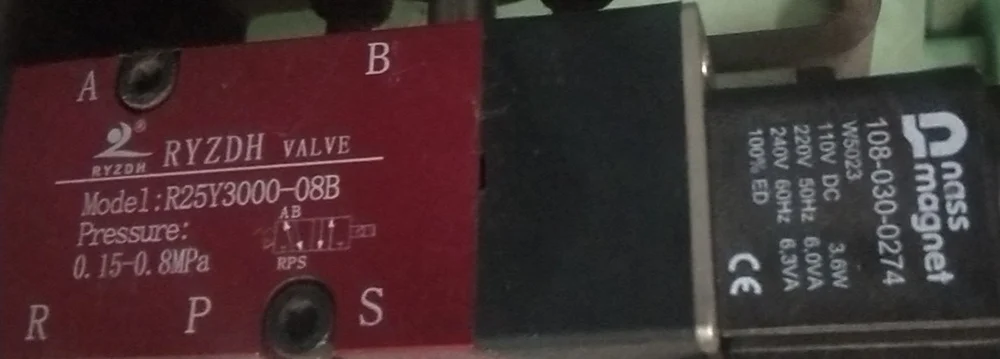 A
B
®
RYZDH
RYZDH VALVE
Model:R25Y3000-08B
Pressure:
0.15-0.8MPa
AB
RPS
R
P
S
nass
magnet
108-030-0274
W5023
110V DC 3.6W
220V 50Hz 6.0VA
240V 60Hz 6.3VA
100% ED
CE